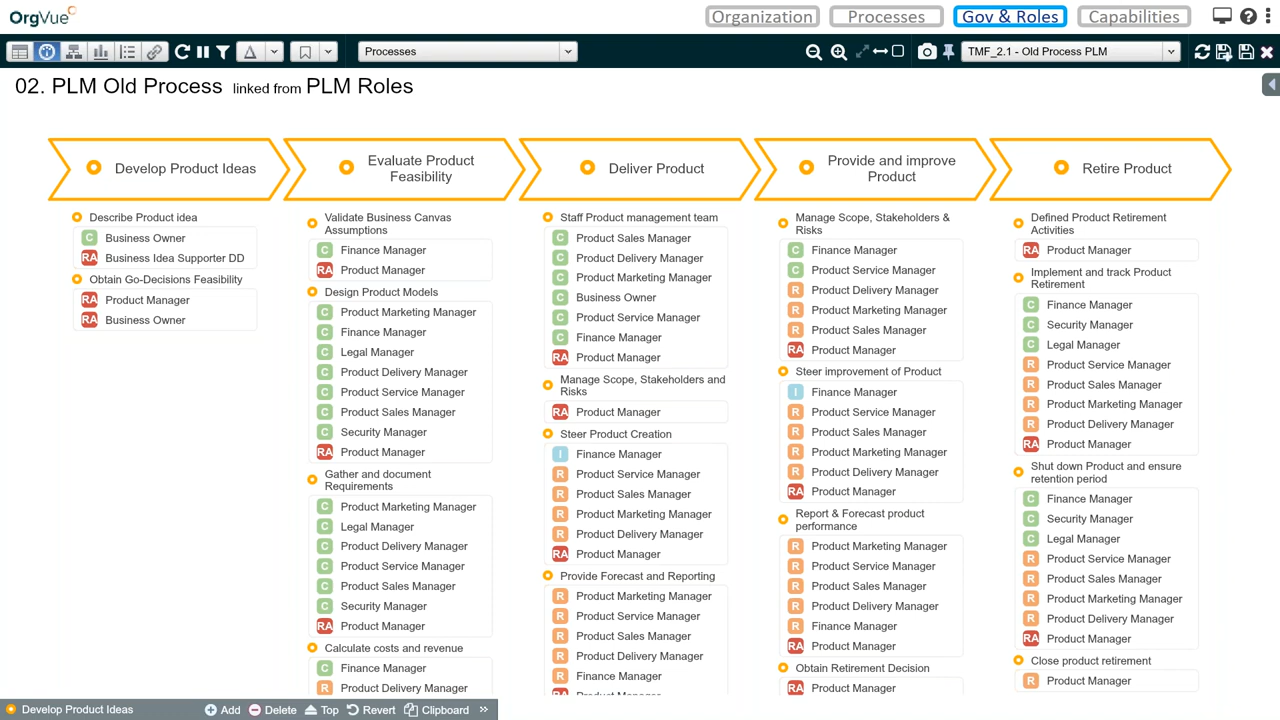 OrgVue
Organization
Processes
Gov & Roles
Capabilities
Processes
TMF_2.1 - Old Process PLM
02. PLM Old Process linked from PLM Roles
Develop Product Ideas
Describe Product idea
C Business Owner
RA Business Idea Supporter DD
Obtain Go-Decisions Feasibility
RA Product Manager
RA Business Owner
Evaluate Product
Feasibility
Validate Business Canvas
Assumptions
C Finance Manager
RA Product Manager
Design Product Models
C Product Marketing Manager
C Finance Manager
C Legal Manager
C Product Delivery Manager
C Product Service Manager
C Product Sales Manager
C Security Manager
RA Product Manager
Gather and document
Requirements
C Product Marketing Manager
C Legal Manager
C Product Delivery Manager
C Product Service Manager
C Product Sales Manager
C Security Manager
RA Product Manager
Calculate costs and revenue
C Finance Manager
R Product Delivery Manager
Deliver Product
Staff Product management team
C Product Sales Manager
C Product Delivery Manager
C Product Marketing Manager
C Business Owner
C Product Service Manager
C Finance Manager
RA Product Manager
Manage Scope, Stakeholders and
Risks
RA Product Manager
Steer Product Creation
I Finance Manager
R Product Service Manager
R Product Sales Manager
R Product Marketing Manager
R Product Delivery Manager
RA Product Manager
Provide Forecast and Reporting
R Product Marketing Manager
R Product Service Manager
R Product Sales Manager
R Product Delivery Manager
R Finance Manager
RA Product Manager
Provide and improve
Product
Manage Scope, Stakeholders &
Risks
C Finance Manager
C Product Service Manager
R Product Delivery Manager
R Product Marketing Manager
R Product Sales Manager
RA Product Manager
Steer improvement of Product
I Finance Manager
R Product Service Manager
R Product Sales Manager
R Product Marketing Manager
R Product Delivery Manager
RA Product Manager
Report & Forecast product
performance
R Product Marketing Manager
R Product Service Manager
R Product Sales Manager
R Product Delivery Manager
R Finance Manager
RA Product Manager
Obtain Retirement Decision
RA Product Manager
Retire Product
Defined Product Retirement
Activities
RA Product Manager
Implement and track Product
Retirement
C Finance Manager
C Security Manager
C Legal Manager
R Product Service Manager
R Product Sales Manager
R Product Marketing Manager
R Product Delivery Manager
RA Product Manager
Shut down Product and ensure
retention period
C Finance Manager
C Security Manager
C Legal Manager
R Product Service Manager
R Product Sales Manager
R Product Marketing Manager
R Product Delivery Manager
RA Product Manager
Close product retirement
R Product Manager
Develop Product Ideas
Add
Delete
Top
Revert
Clipboard